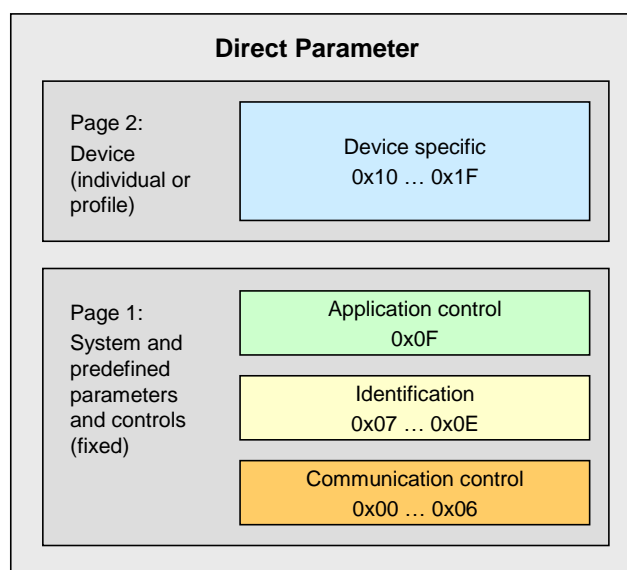 Direct Parameter
Page 2:
Device
(individual or
profile)
Device specific
0x10 … 0x1F
Page 1:
System and
predefined
parameters
and controls
(fixed)
Application control
0x0F
Identification
0x07 … 0x0E
Communication control
0x00 … 0x06